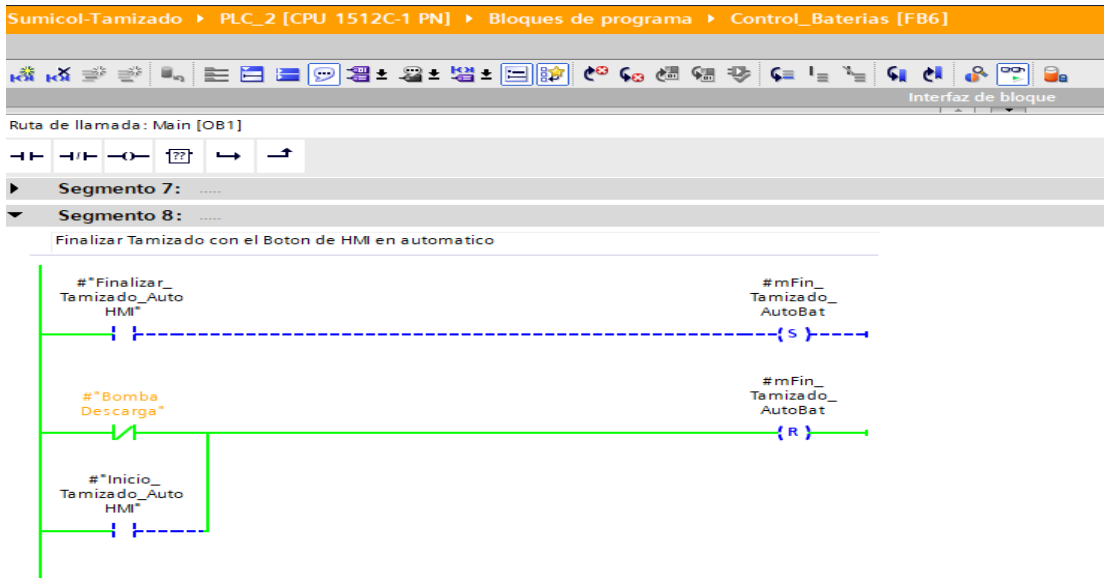 Sumicol-Tamizado ▸ PLC_2 [CPU 1512C-1 PN] ▸ Bloques de programa ▸ Control_Baterias [FB6]
Interfaz de bloque
Ruta de llamada: Main [OB1]
??
Segmento 7: .....
Segmento 8: .....
Finalizar Tamizado con el Boton de HMI en automatico
#"Finalizar_
Tamizado_Auto
HMI"
#mFin_
Tamizado_
AutoBat
S
#"Bomba
Descarga"
#mFin_
Tamizado_
AutoBat
R
#"Inicio_
Tamizado_Auto
HMI"